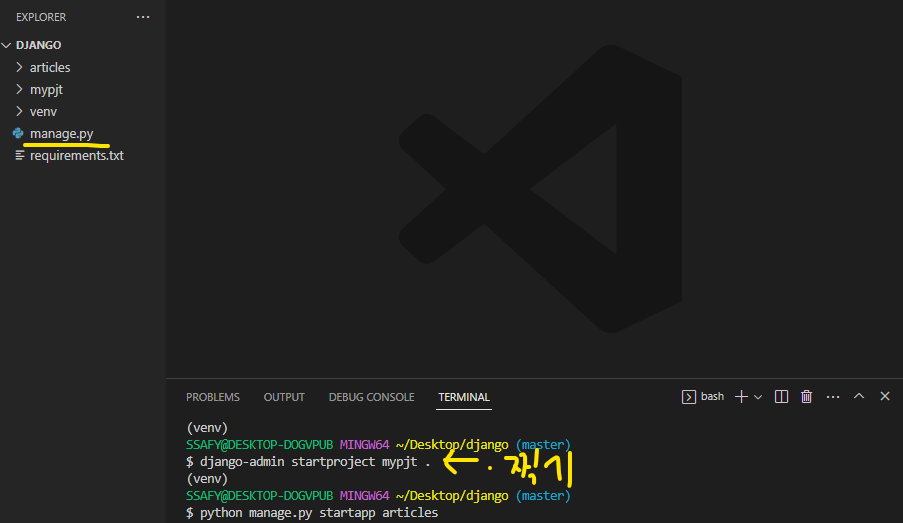 EXPLORER
DJANGO
articles
mypjt
venv
manage.py
requirements.txt
PROBLEMS OUTPUT DEBUG CONSOLE TERMINAL bash
(venv)
SSAFY@DESKTOP-DOGVPUB MINGW64 ~/Desktop/django (master)
$ django-admin startproject mypjt . . 찍기
(venv)
SSAFY@DESKTOP-DOGVPUB MINGW64 ~/Desktop/django (master)
$ python manage.py startapp articles